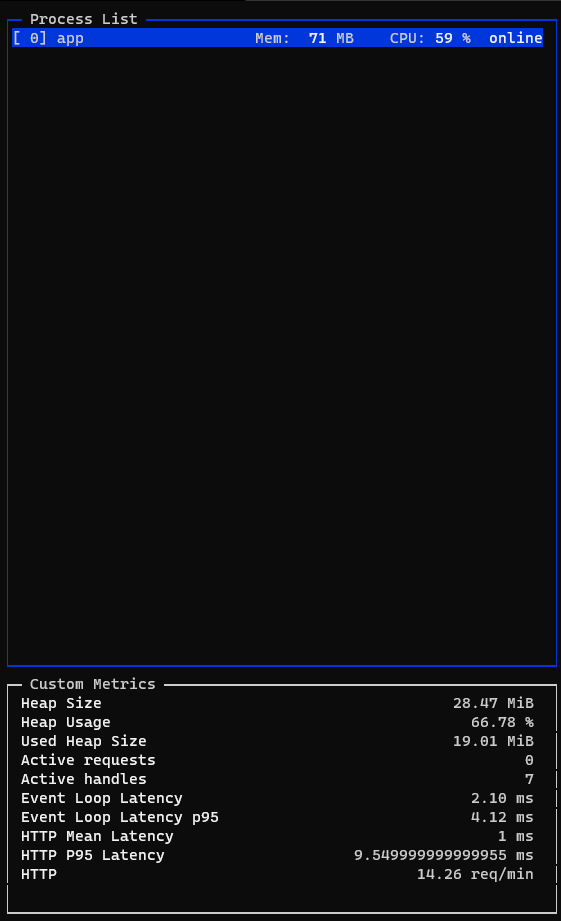 Process List
[ 0] app Mem: 71 MB CPU: 59 % online
Custom Metrics
Heap Size 28.47 MiB
Heap Usage 66.78 %
Used Heap Size 19.01 MiB
Active requests 0
Active handles 7
Event Loop Latency 2.10 ms
Event Loop Latency p95 4.12 ms
HTTP Mean Latency 1 ms
HTTP P95 Latency 9.549999999999955 ms
HTTP 14.26 req/min